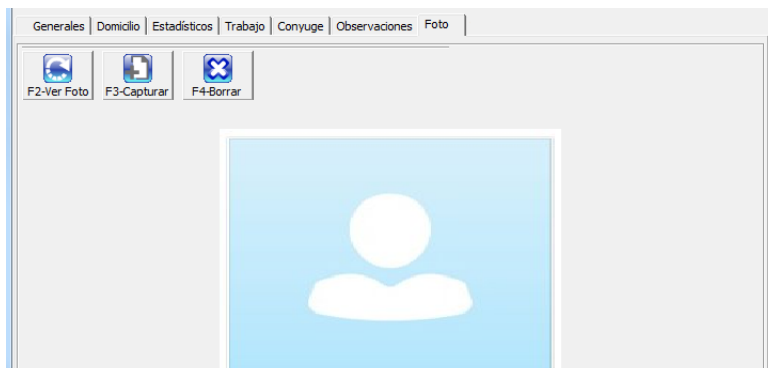 Generales Domicilio Estadísticos Trabajo Conyuge Observaciones Foto
F2-Ver Foto F3-Capturar F4-Borrar